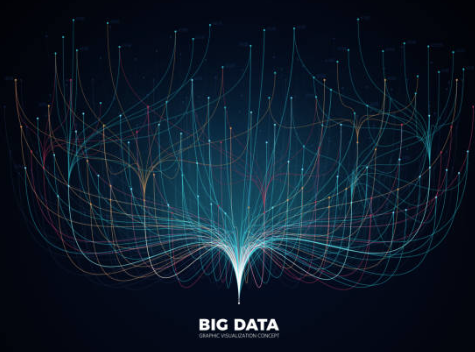 BIG DATA
GRAPHIC VISUALIZATION CONCEPT